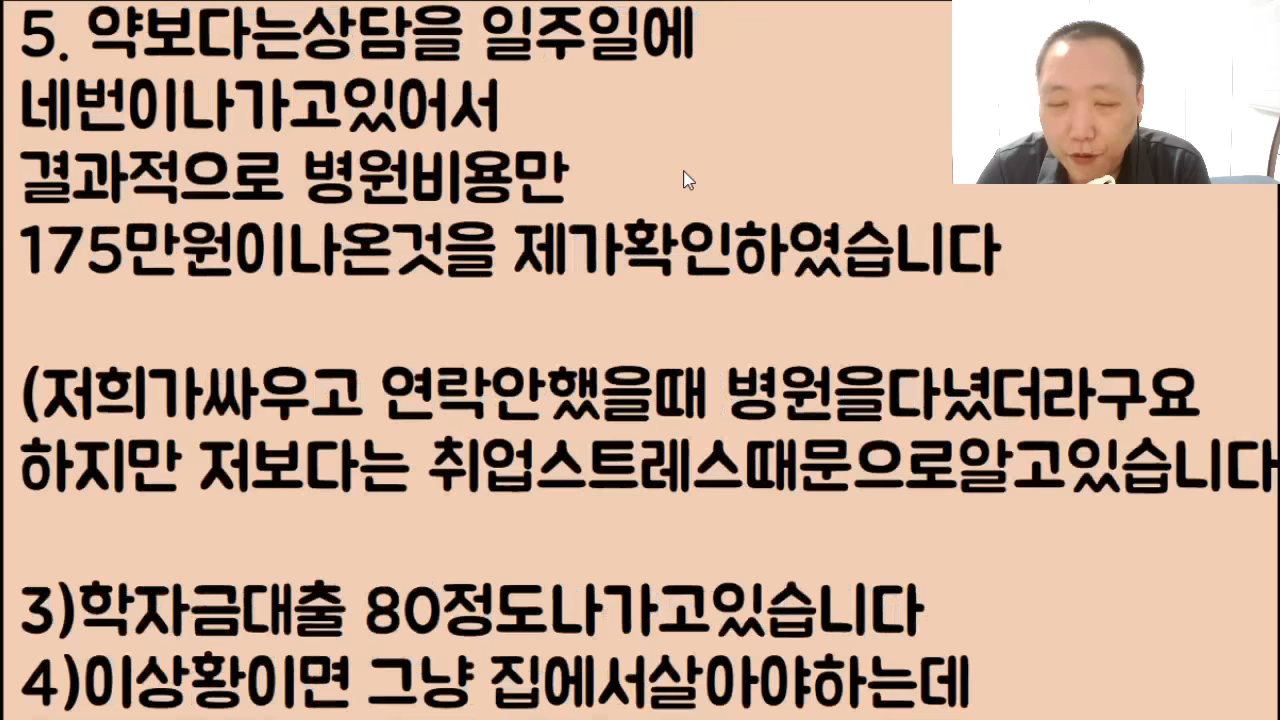 5. 약보다는상담을 일주일에
네번이나가고있어서
결과적으로 병원비용만
175만원이나온것을 제가확인하였습니다
(저희가싸우고 연락안했을때 병원을다녔더라구요
하지만 저보다는 취업스트레스때문으로알고있습니다
3)학자금대출 80정도나가고있습니다
4)이상황이면 그냥 집에서살아야하는데